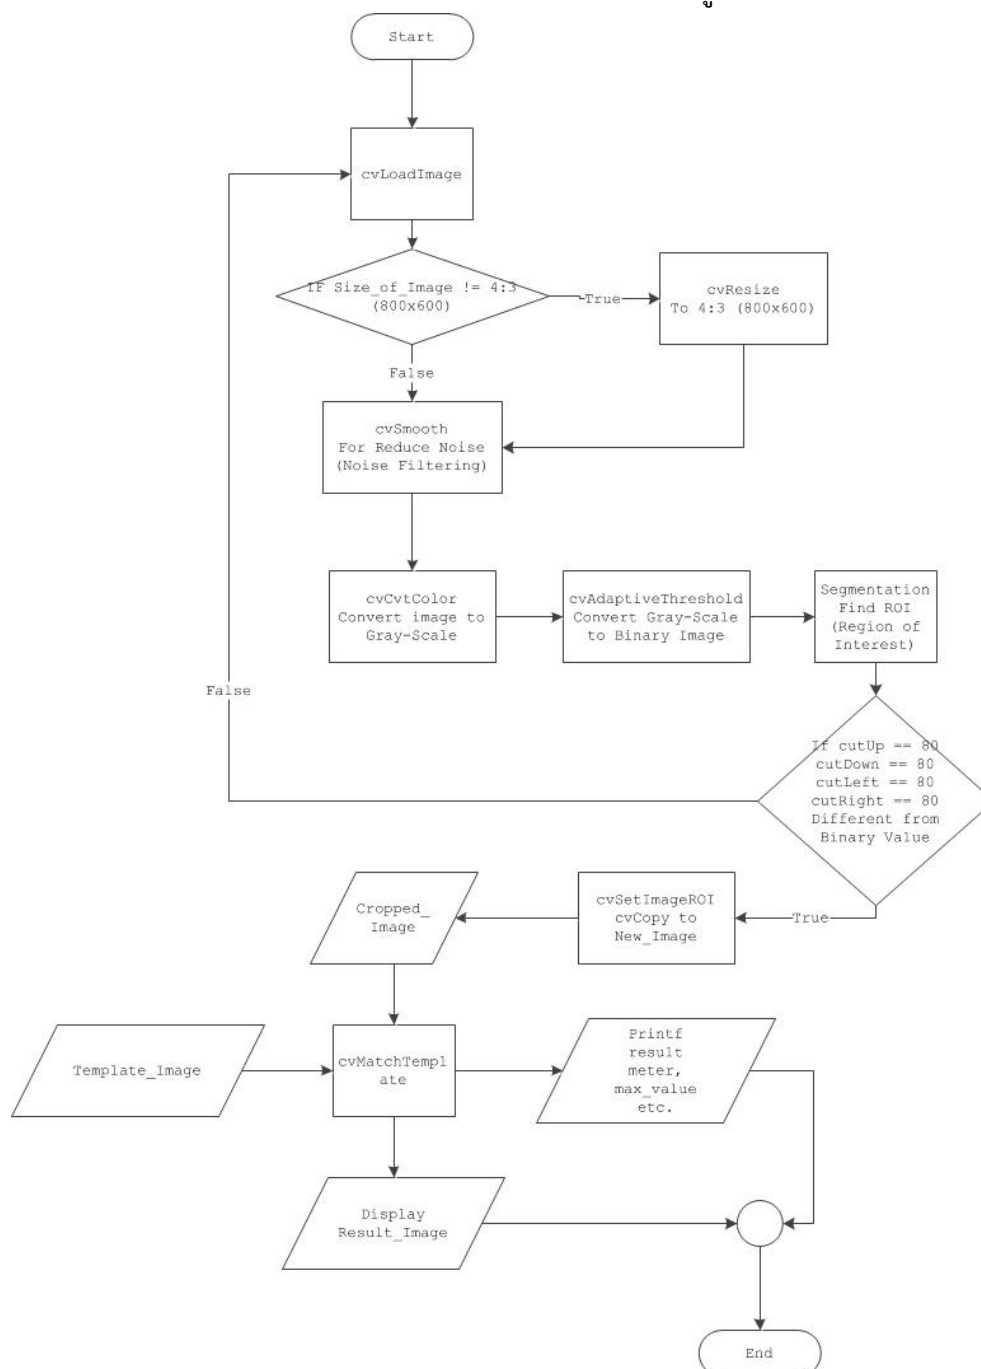 Start
cvLoadImage
IF Size_of_Image != 4:3
(800x600)
True
cvResize
To 4:3 (800x600)
False
cvSmooth
For Reduce Noise
(Noise Filtering)
cvCvtColor
Convert image to
Gray-Scale
cvAdaptiveThreshold
Convert Gray-Scale
to Binary Image
Segmentation
Find ROI
(Region of
Interest)
False
If cutUp == 80
cutDown == 80
cutLeft == 80
cutRight == 80
Different from
Binary Value
True
cvSetImageROI
cvCopy to
New_Image
Cropped_
Image
Template_Image
cvMatchTempl
ate
Printf
result
meter,
max_value
etc.
Display
Result_Image
End